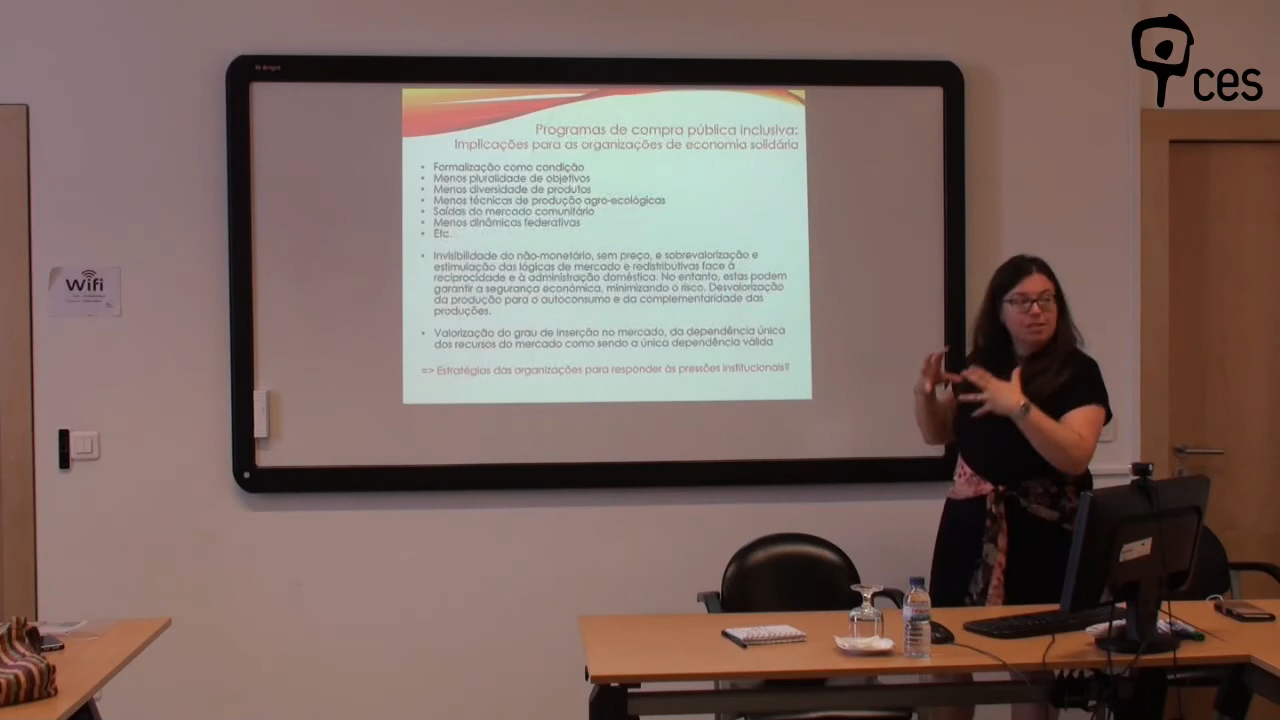 ces
Programas de compra pública inclusiva:
Implicações para as organizações de economia solidária
• Formalização como condição
• Menos pluralidade de objetivos
• Menos diversidade de produtos
• Menos técnicas de produção agro-ecológicas
• Saídas do mercado comunitário
• Menos dinâmicas federativas
• Etc.
• Invisibilidade do não-monetário, sem preço, e sobrevalorização e
estimulação das lógicas de mercado e redistributivas face à
reciprocidade e à administração doméstica. No entanto, estas podem
garantir a segurança económica, minimizando o risco. Desvalorização
da produção para o autoconsumo e da complementaridade das
produções.
• Valorização do grau de inserção no mercado, da dependência única
dos recursos do mercado como sendo a única dependência válida
=> Estratégias das organizações para responder às pressões institucionais?
Wifi